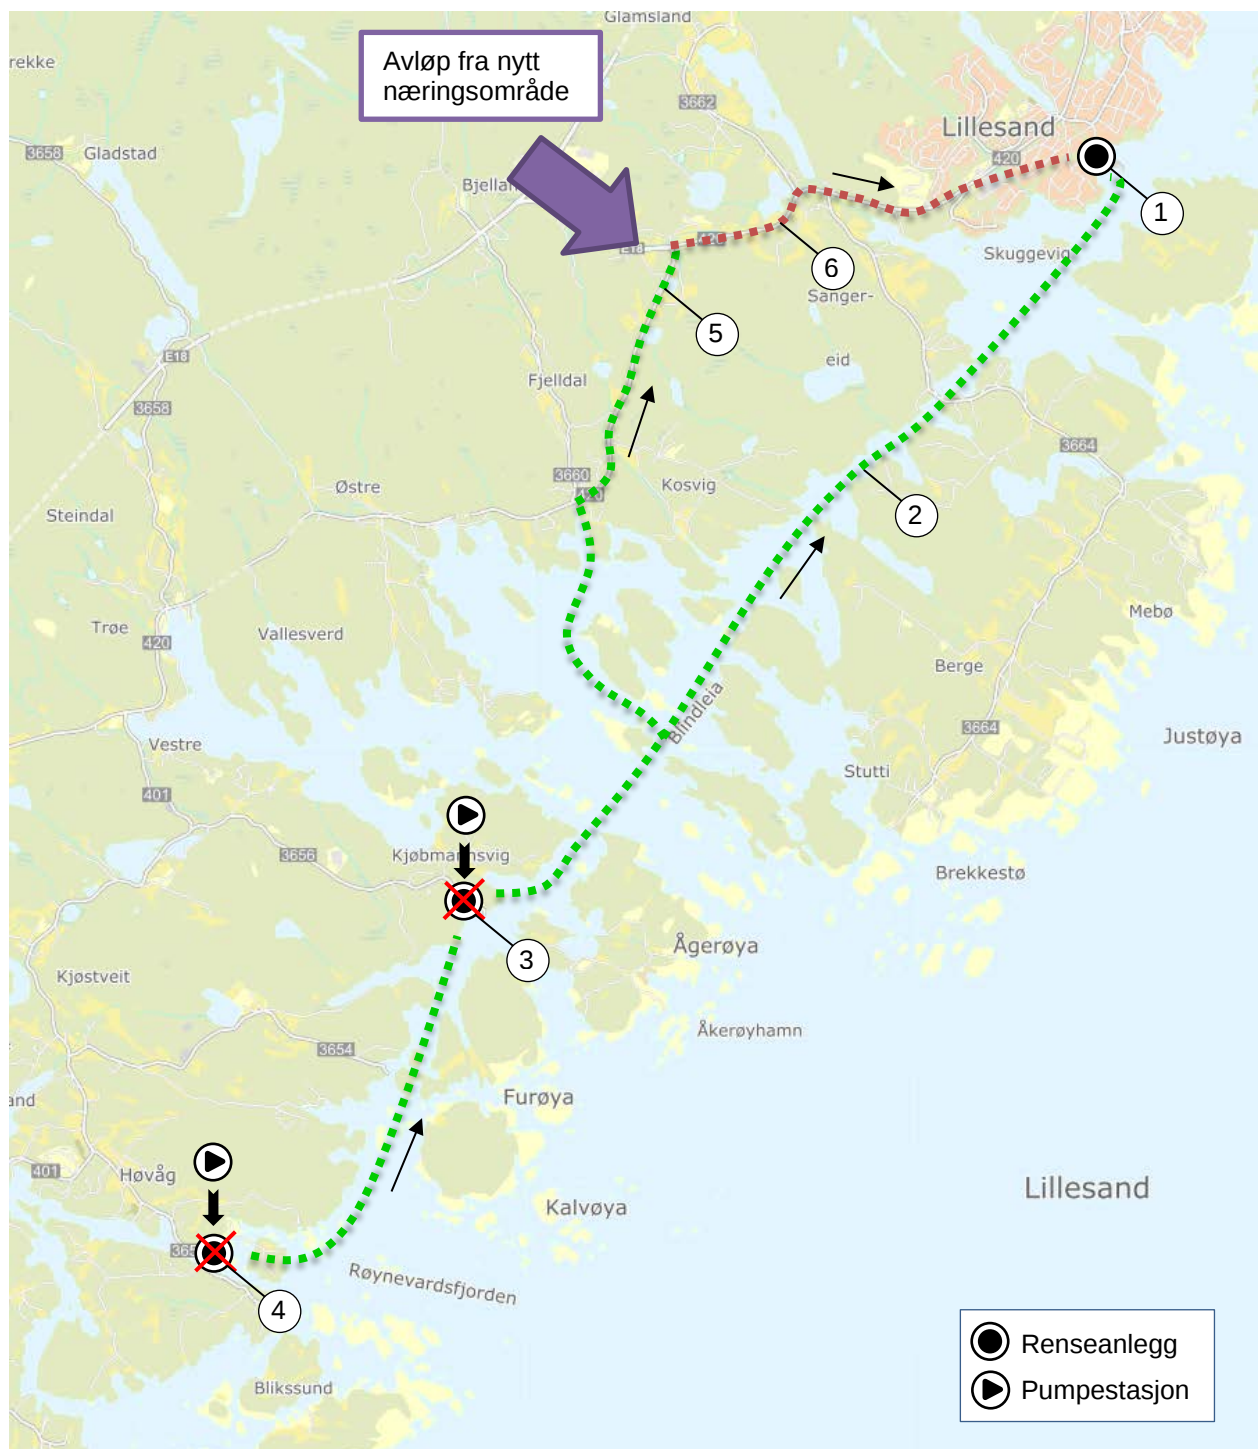 Glamsland
rekke
Avløp fra nytt
næringsområde
3662
Lillesand
3658
Gladstad
420
Bjellan
1
E18
Skuggevig
6
Sanger-
5
eid
E18
Fjelldal
3658
3664
3660
420
Østre
Kosvig
Steindal
2
Mebø
Trøe
420
Vallesverd
Berge
Blindleia
3664
Justøya
Vestre
Stutti
401
3656
Kjøbmannsvig
Brekkestø
Ågerøya
3
Kjøstveit
Åkerøyhamn
3654
and
Furøya
401
Høvåg
Lillesand
Kalvøya
Røynevardsfjorden
4
Blikssund
Renseanlegg
Pumpestasjon